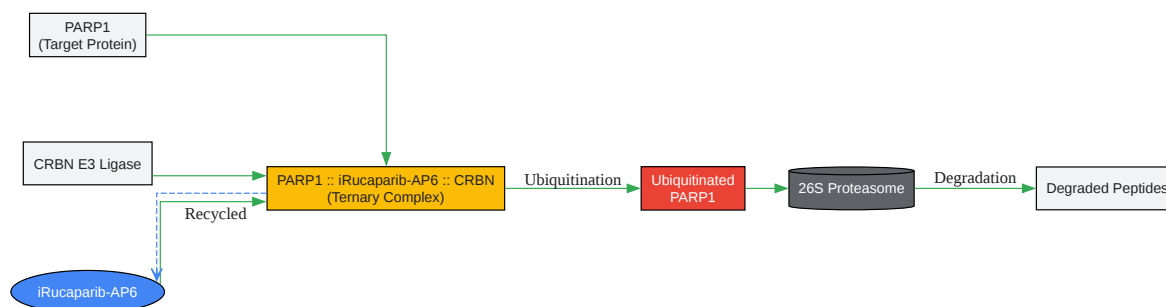 PARP1
(Target Protein)
CRBN E3 Ligase
PARP1 :: iRucaparib-AP6 :: CRBN
(Ternary Complex)
Ubiquitination
Ubiquitinated
PARP1
26S Proteasome
Degradation
Degraded Peptides
Recycled
iRucaparib-AP6